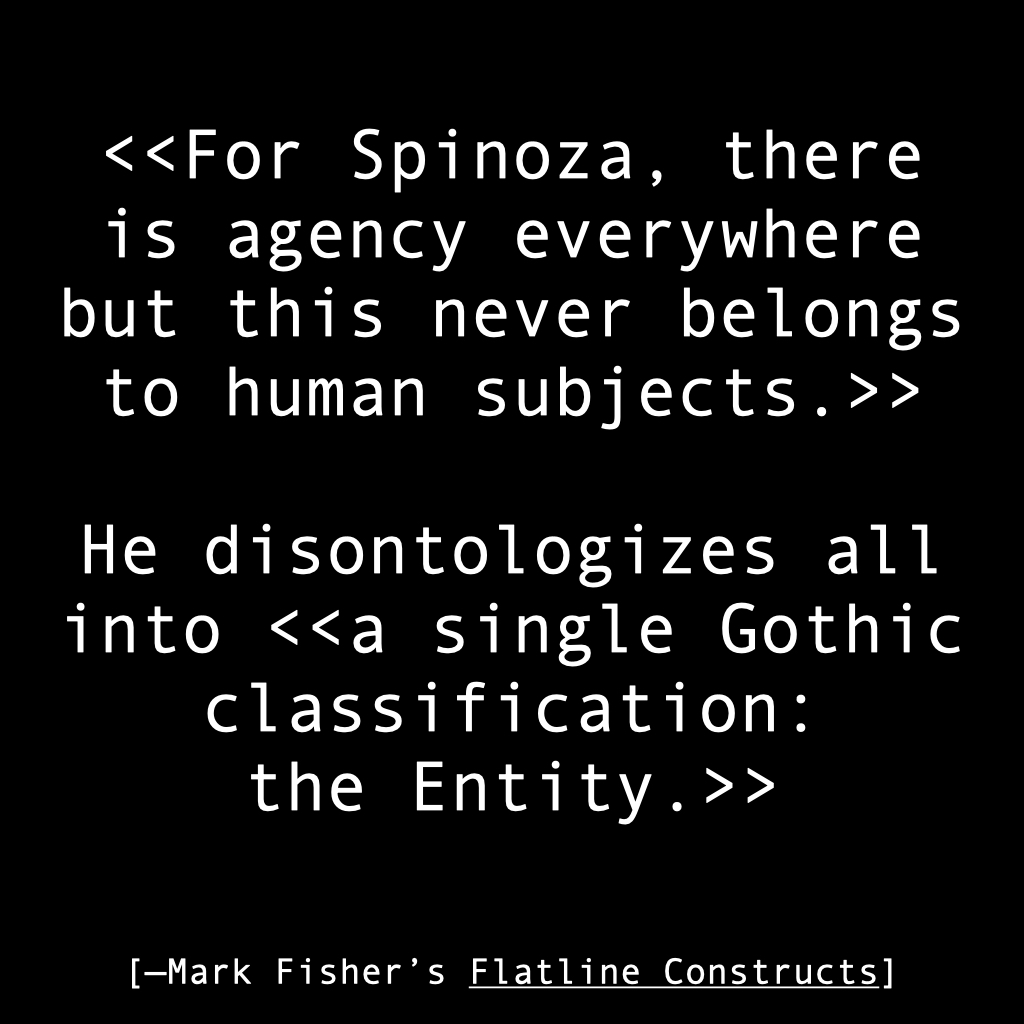 <<For Spinoza, there
is agency everywhere
but this never belongs
to human subjects.>>
He disontologizes all
into <<a single Gothic
classification:
the Entity.>>
[—Mark Fisher’s Flatline Constructs]